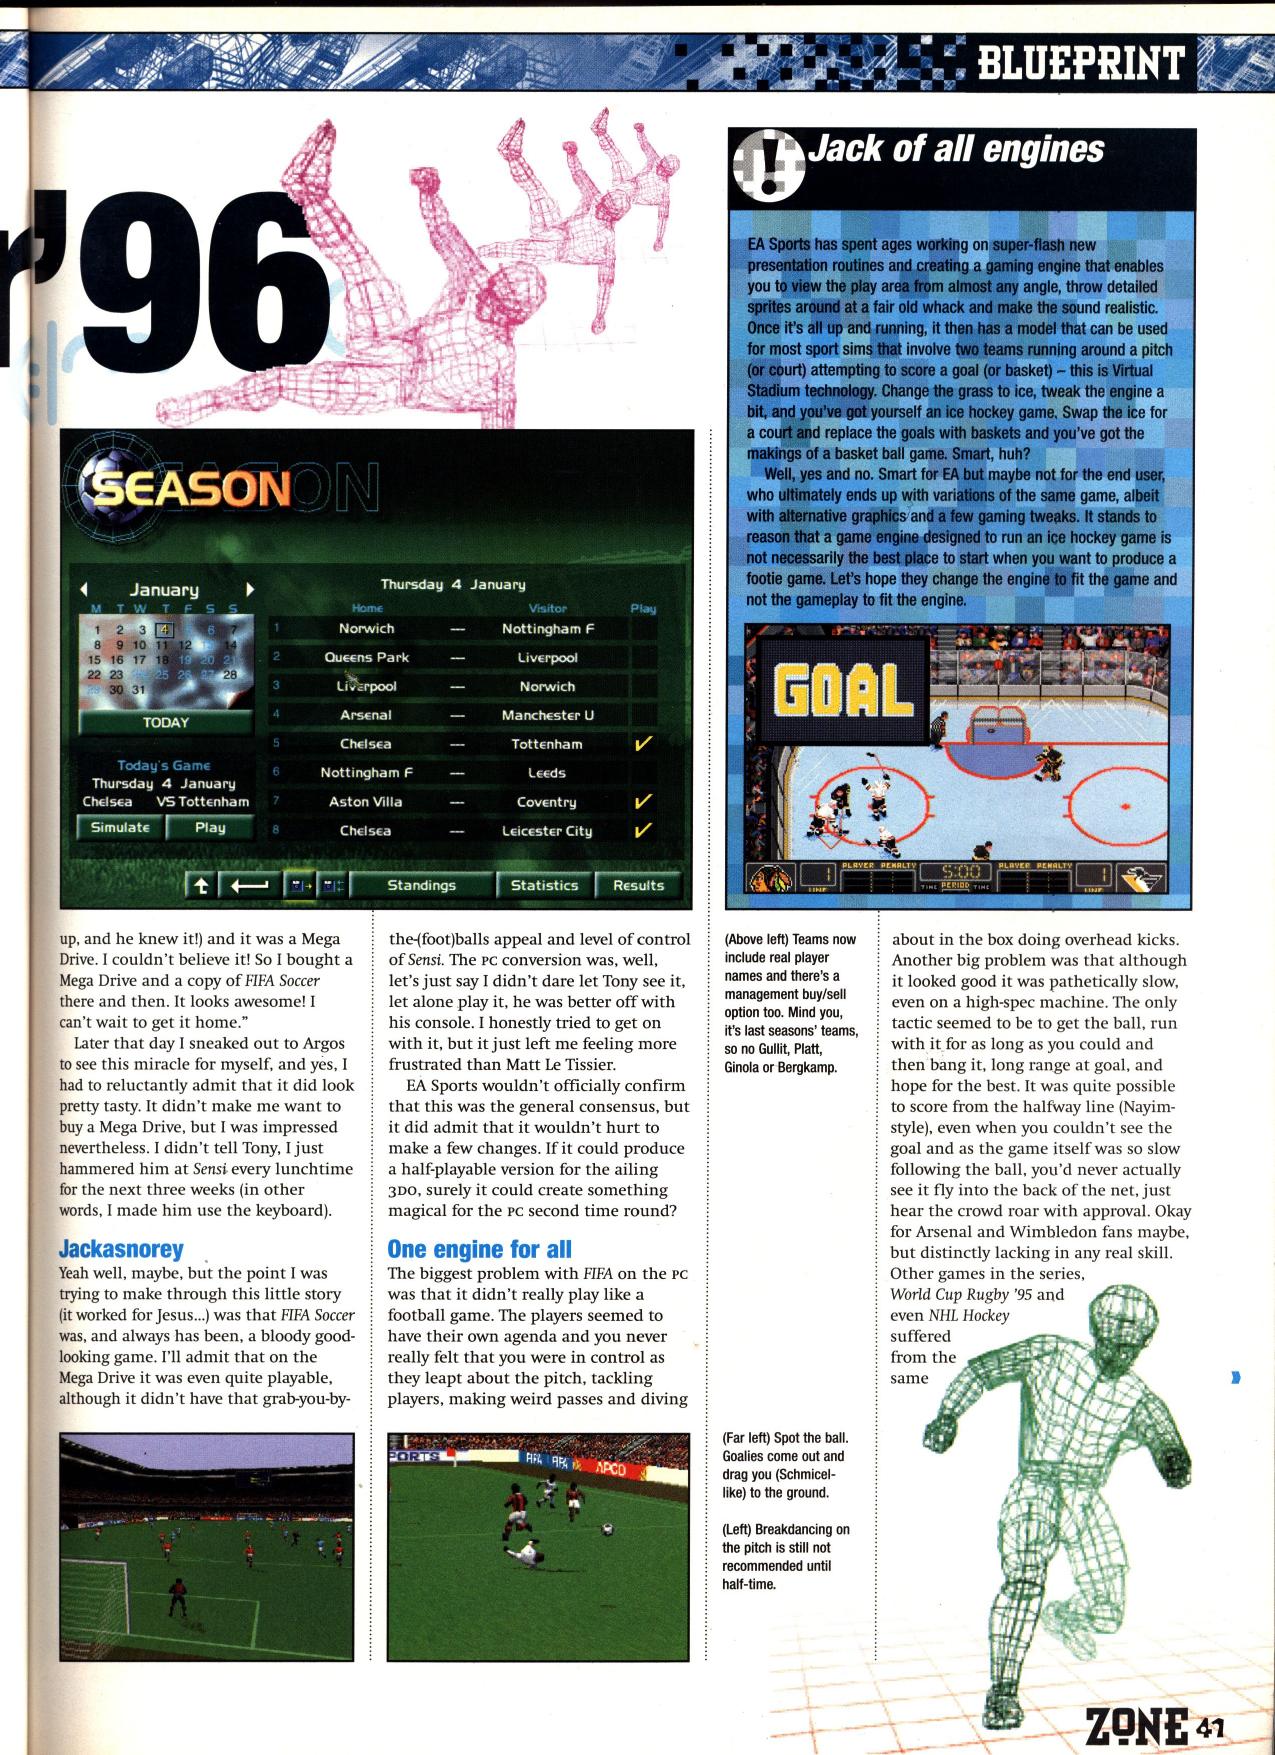 BLUEPRINT
r'96
Jack of all engines
EA Sports has spent ages working on super-flash new
presentation routines and creating a gaming engine that enables
you to view the play area from almost any angle, throw detailed
sprites around at a fair old whack and make the sound realistic.
Once it's all up and running, it then has a model that can be used
for most sport sims that involve two teams running around a pitch
(or court) attempting to score a goal (or basket) – this is Virtual
Stadium technology. Change the grass to ice, tweak the engine a
bit, and you've got yourself an ice hockey game. Swap the ice for
a court and replace the goals with baskets and you've got the
makings of a basket ball game. Smart, huh?
Well, yes and no. Smart for EA but maybe not for the end user,
who ultimately ends up with variations of the same game, albeit
with alternative graphics and a few gaming tweaks. It stands to
reason that a game engine designed to run an ice hockey game is
not necessarily the best place to start when you want to produce a
footie game. Let's hope they change the engine to fit the game and
not the gameplay to fit the engine.
GOAL
PLAYER PENALTY 5:00 PLAYER PENALTY
1 TIME PERIOD TIME 1
LINE LINE
SEASON
January
M T W T F S S
1 2 3 4 6 7
8 9 10 11 12 14
15 16 17 18 19 20 21
22 23 25 26 27 28
30 31
TODAY
Today's Game
Thursday 4 January
Chelsea VS Tottenham
Simulate Play
Thursday 4 January
Home Visitor Play
1 Norwich — Nottingham F
2 Queens Park — Liverpool
3 Liverpool — Norwich
4 Arsenal — Manchester U
5 Chelsea — Tottenham ✓
6 Nottingham F — Leeds
7 Aston Villa — Coventry ✓
8 Chelsea — Leicester City ✓
Standings Statistics Results
up, and he knew it!) and it was a Mega
Drive. I couldn't believe it! So I bought a
Mega Drive and a copy of FIFA Soccer
there and then. It looks awesome! I
can't wait to get it home."
Later that day I sneaked out to Argos
to see this miracle for myself, and yes, I
had to reluctantly admit that it did look
pretty tasty. It didn't make me want to
buy a Mega Drive, but I was impressed
nevertheless. I didn't tell Tony, I just
hammered him at Sensi every lunchtime
for the next three weeks (in other
words, I made him use the keyboard).
Jackasnorey
Yeah well, maybe, but the point I was
trying to make through this little story
(it worked for Jesus...) was that FIFA Soccer
was, and always has been, a bloody good-
looking game. I'll admit that on the
Mega Drive it was even quite playable,
although it didn't have that grab-you-by-
the-(foot)balls appeal and level of control
of Sensi. The PC conversion was, well,
let's just say I didn't dare let Tony see it,
let alone play it, he was better off with
his console. I honestly tried to get on
with it, but it just left me feeling more
frustrated than Matt Le Tissier.
EA Sports wouldn't officially confirm
that this was the general consensus, but
it did admit that it wouldn't hurt to
make a few changes. If it could produce
a half-playable version for the ailing
3DO, surely it could create something
magical for the PC second time round?
One engine for all
The biggest problem with FIFA on the PC
was that it didn't really play like a
football game. The players seemed to
have their own agenda and you never
really felt that you were in control as
they leapt about the pitch, tackling
players, making weird passes and diving
(Above left) Teams now
include real player
names and there's a
management buy/sell
option too. Mind you,
it's last seasons' teams,
so no Gullit, Platt,
Ginola or Bergkamp.
about in the box doing overhead kicks.
Another big problem was that although
it looked good it was pathetically slow,
even on a high-spec machine. The only
tactic seemed to be to get the ball, run
with it for as long as you could and
then bang it, long range at goal, and
hope for the best. It was quite possible
to score from the halfway line (Nayim-
style), even when you couldn't see the
goal and as the game itself was so slow
following the ball, you'd never actually
see it fly into the back of the net, just
hear the crowd roar with approval. Okay
for Arsenal and Wimbledon fans maybe,
but distinctly lacking in any real skill.
Other games in the series,
World Cup Rugby '95 and
even NHL Hockey
suffered
from the
same
(Far left) Spot the ball.
Goalies come out and
drag you (Schmicel-
like) to the ground.
(Left) Breakdancing on
the pitch is still not
recommended until
half-time.
PORTS FIFA FIFA APCO
ZONE 41